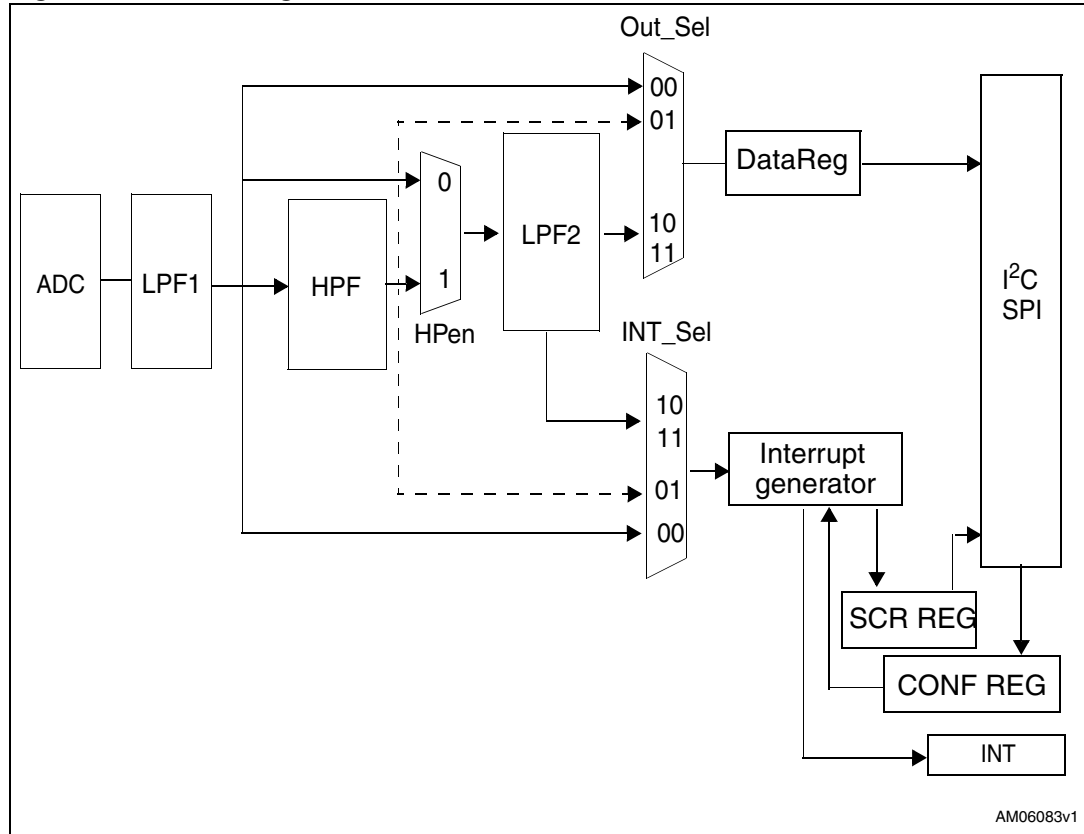 Out_Sel
00
01
10
11
DataReg
ADC
LPF1
HPF
0
1
HPen
LPF2
I²C
SPI
INT_Sel
10
11
01
00
Interrupt
generator
SCR REG
CONF REG
INT
AM06083v1